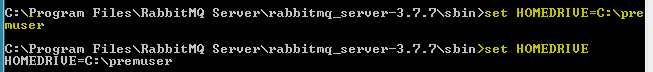 C:\Program Files\RabbitMQ Server\rabbitmq_server-3.7.7\sbin>set HOMEDRIVE=C:\pre
muser
C:\Program Files\RabbitMQ Server\rabbitmq_server-3.7.7\sbin>set HOMEDRIVE
HOMEDRIVE=C:\premuser